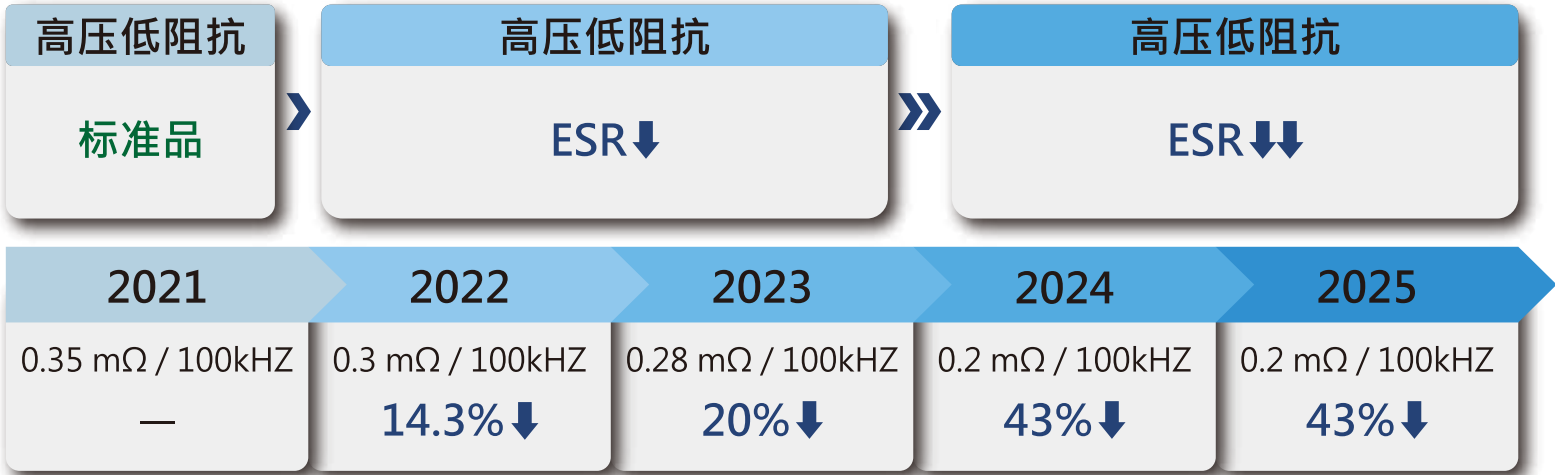 高压低阻抗
标准品
高压低阻抗
ESR
高压低阻抗
ESR
2021
2022
2023
2024
2025
0.35 mΩ / 100kHZ
0.3 mΩ / 100kHZ
0.28 mΩ / 100kHZ
0.2 mΩ / 100kHZ
0.2 mΩ / 100kHZ
—
14.3%
20%
43%
43%